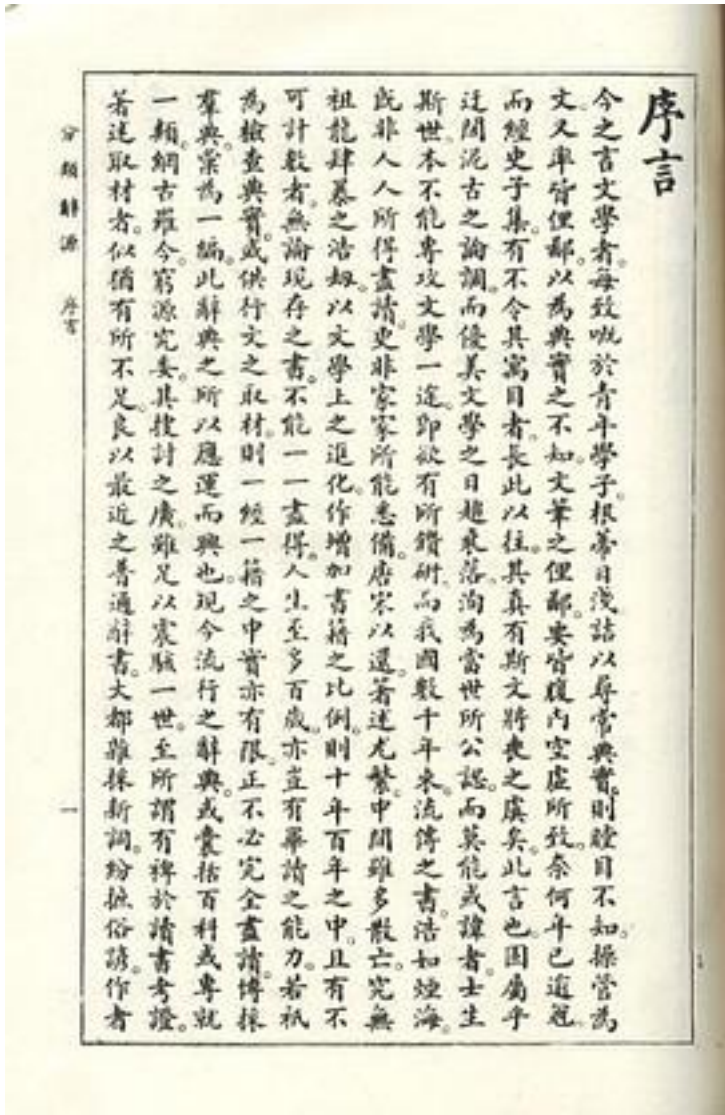 序言
今之言文學者。每致慨於青年學子。根蒂日淺。詰以尋常典實。則瞠目不知。操管為
文。又率皆俚鄙。以為典實之不知。文筆之俚鄙。要皆腹內空虛所致。奈何年已逾冠。
而經史子集。有不令其寓目者。長此以往。其真有斯文將喪之虞矣。此言也。固屬乎
迂闊泥古之論調。而優美文學之日趨衰落。洵為當世所公認。而莫能或諱者。士生
斯世。本不能專攻文學一途。即欲有所鑽研。而我國數千年來。流傳之書。浩如煙海。
既非人人所得盡讀。更非家家所能悉備。唐宋以還。著述尤繁。中間雖多散亡。究無
祖龍肆暴之浩劫。以文學上之進化。作增加書籍之比例。則十年百年之中。且有不
可計數者。無論現存之書。不能一一盡得。人生至多百歲。亦豈有畢讀之能力。若祇
為檢查典實。或供行文之取材。則一經一籍之中。實亦有限。正不必完全盡讀。博採
羣典。彙為一編。此辭典之所以應運而興也。現今流行之辭典。或囊括百科。或專就
一類。網古羅今。窮源究委。其搜討之廣。雖足以震駭一世。至所謂有裨於讀書考證。
著述取材者。似猶有所不足。良以最近之普通辭書。大都雜採新詞。紛摭俗諺。作者
分類辭源　序言　一